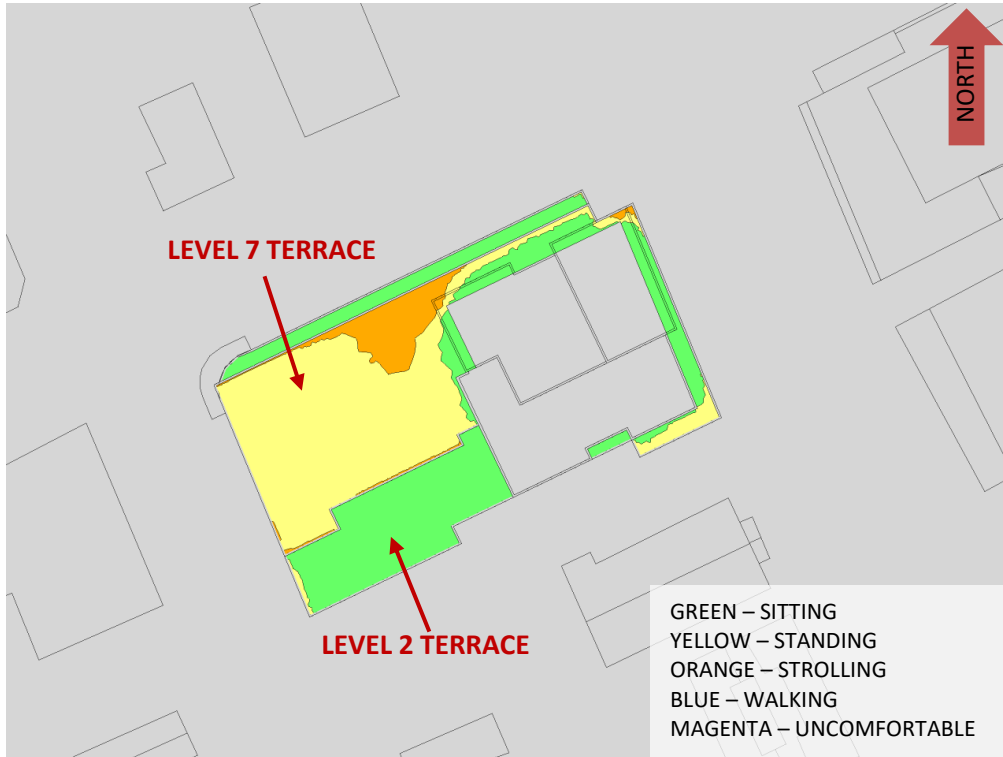 NORTH
LEVEL 7 TERRACE
LEVEL 2 TERRACE
GREEN – SITTING
YELLOW – STANDING
ORANGE – STROLLING
BLUE – WALKING
MAGENTA – UNCOMFORTABLE